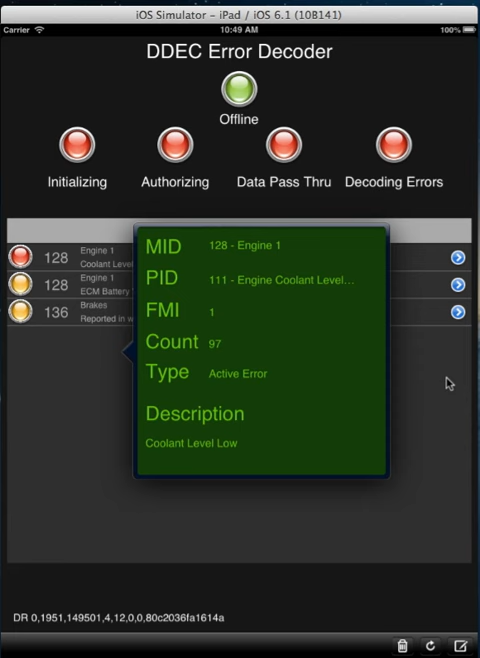 iOS Simulator - iPad / iOS 6.1 (10B141)
Carrier 10:49 AM 100%
DDEC Error Decoder
Offline
Initializing Authorizing Data Pass Thru Decoding Errors
128 Engine 1
Coolant Level
128 Engine 1
ECM Battery
136 Brakes
Reported in
MID 128 - Engine 1
PID 111 - Engine Coolant Level...
FMI 1
Count 97
Type Active Error
Description
Coolant Level Low
DR 0,1951,149501,4,12,0,0,80c2036fa1614a